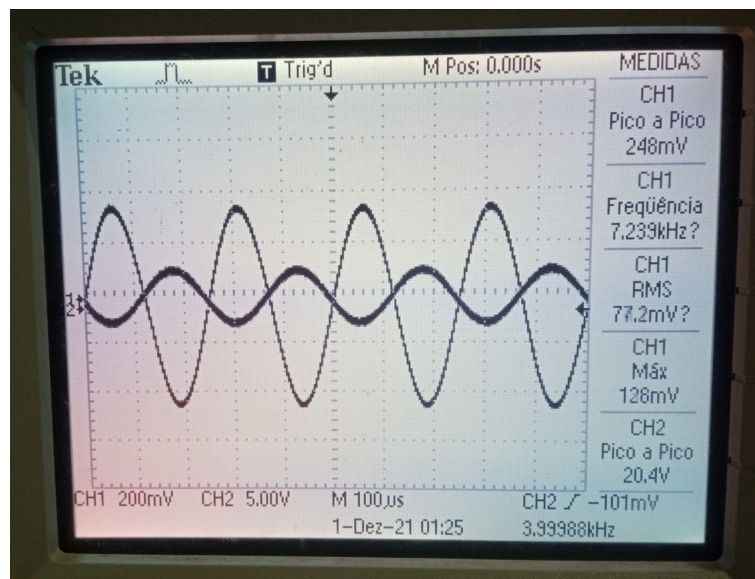 Tek T Trig'd M Pos: 0.000s MEDIDAS
CH1
Pico a Pico
248mV
CH1
Freqüência
7.239kHz?
CH1
RMS
77.2mV?
CH1
Máx
128mV
CH2
Pico a Pico
20.4V
1
2
CH1 200mV CH2 5.00V M 100µs CH2 -101mV
1-Dez-21 01:25 3.99988kHz